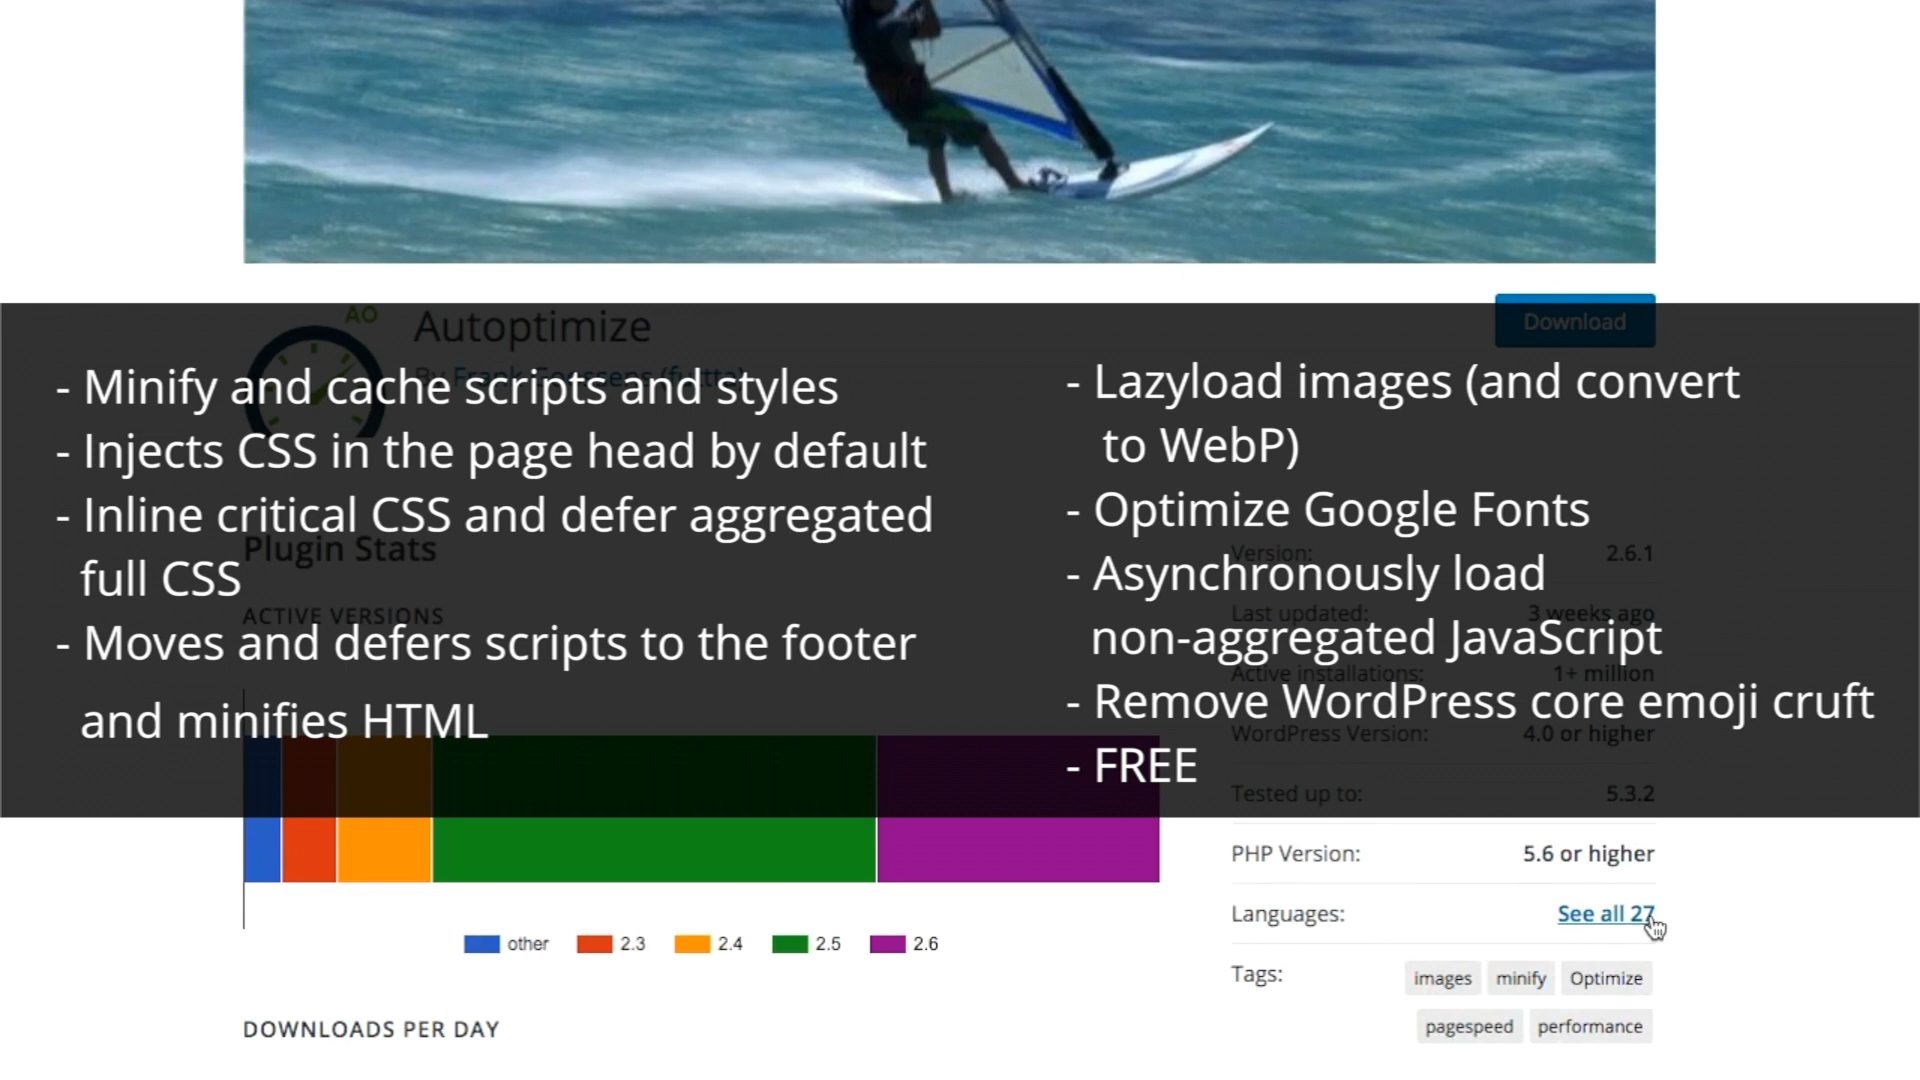 AO
Autoptimize
Download
By Frank Goossens (futtta)
- Minify and cache scripts and styles
- Injects CSS in the page head by default
- Inline critical CSS and defer aggregated
full CSS
- Moves and defers scripts to the footer
and minifies HTML
- Lazyload images (and convert
to WebP)
- Optimize Google Fonts
- Asynchronously load
non-aggregated JavaScript
- Remove WordPress core emoji cruft
- FREE
Plugin Stats
ACTIVE VERSIONS
other 2.3 2.4 2.5 2.6
DOWNLOADS PER DAY
Version: 2.6.1
Last updated: 3 weeks ago
Active installations: 1+ million
WordPress Version: 4.0 or higher
Tested up to: 5.3.2
PHP Version: 5.6 or higher
Languages: See all 27
Tags: images minify Optimize
pagespeed performance